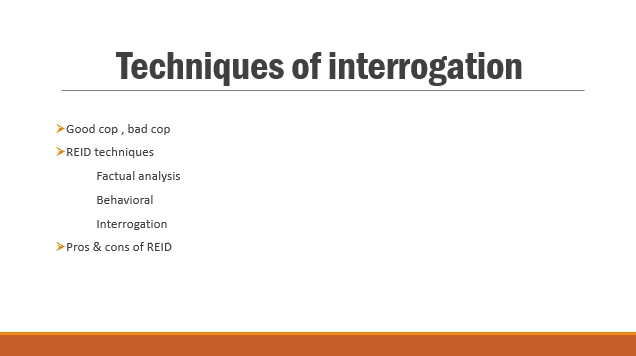 Techniques of interrogation
Good cop , bad cop
REID techniques
Factual analysis
Behavioral
Interrogation
Pros & cons of REID